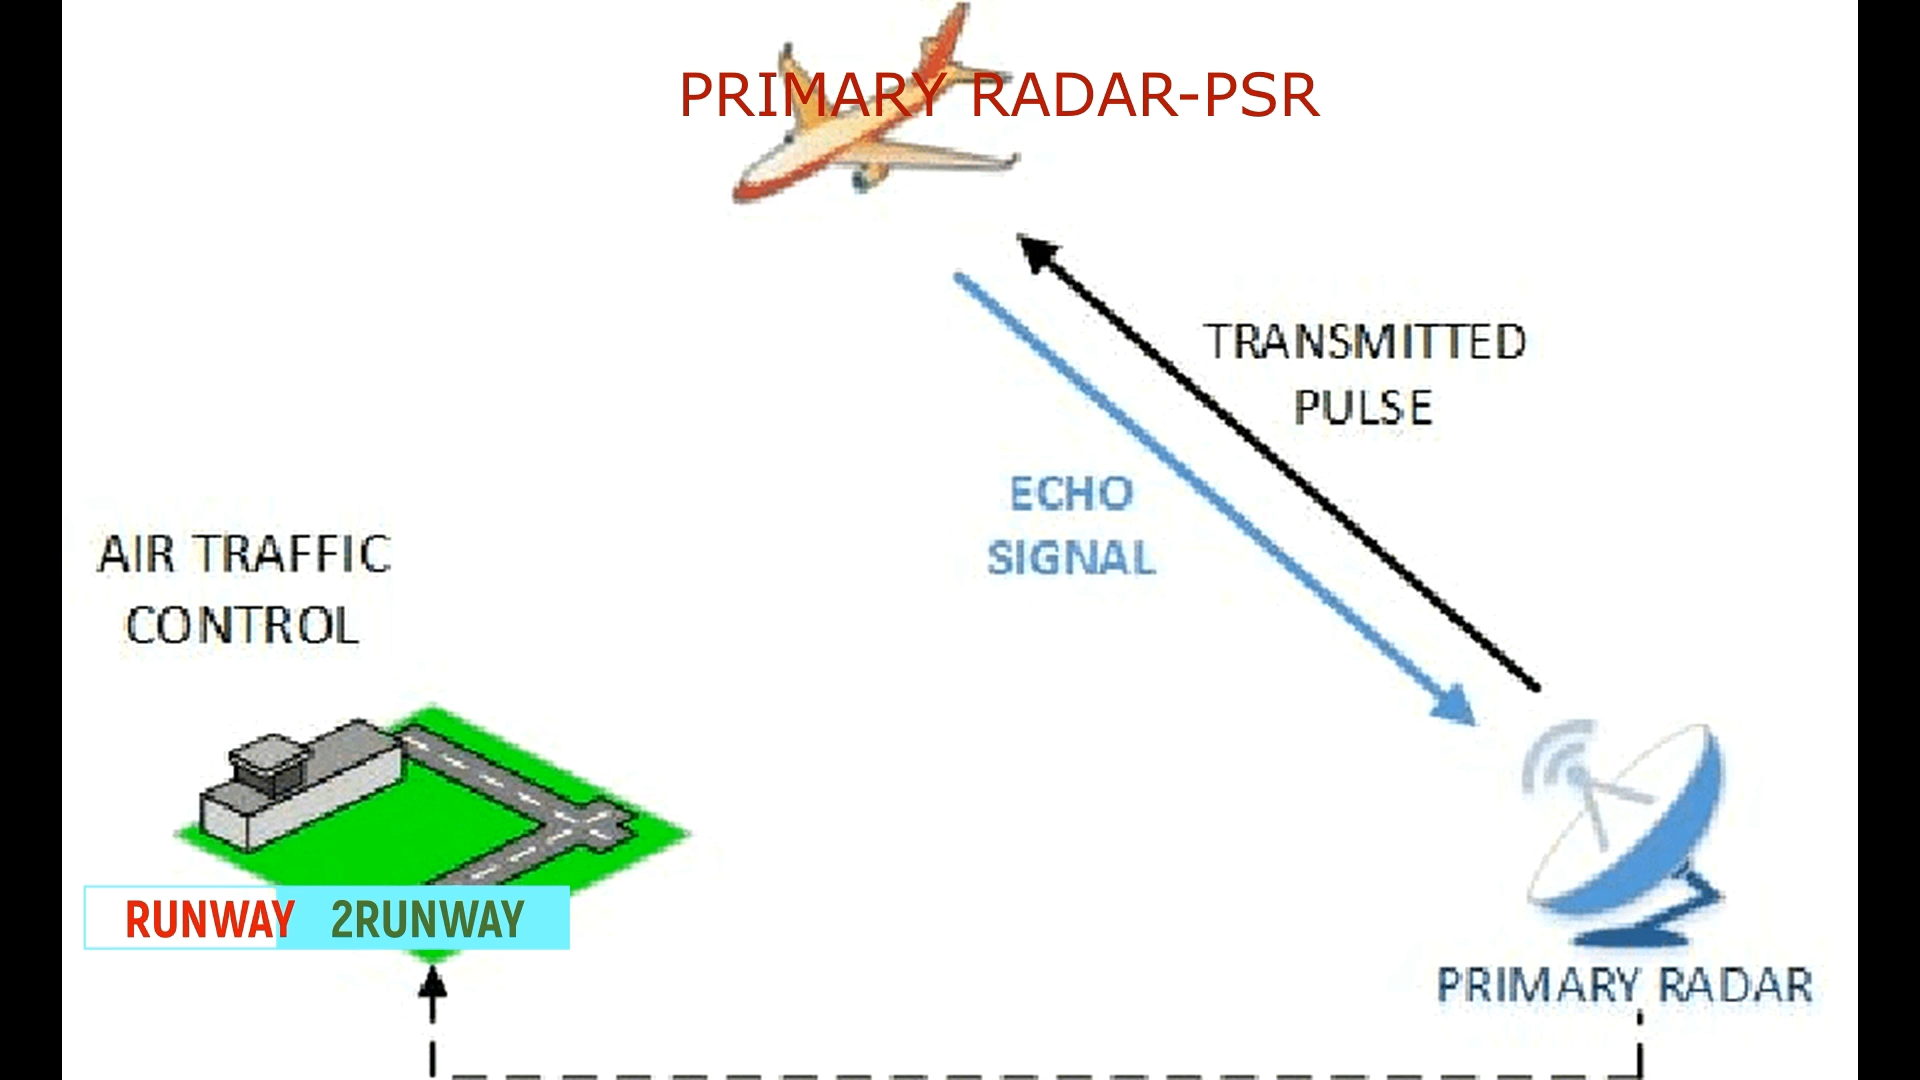 PRIMARY RADAR-PSR
TRANSMITTED
PULSE
ECHO
SIGNAL
AIR TRAFFIC
CONTROL
RUNWAY 2RUNWAY
PRIMARY RADAR